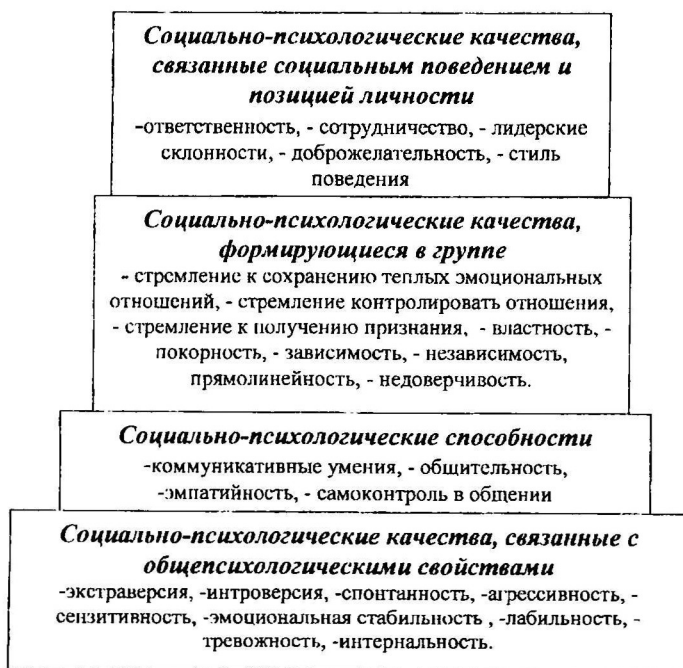 Социально-психологические качества,
связанные социальным поведением и
позицией личности
-ответственность, - сотрудничество, - лидерские
склонности, - доброжелательность, - стиль
поведения
Социально-психологические качества,
формирующиеся в группе
- стремление к сохранению теплых эмоциональных
отношений, - стремление контролировать отношения,
- стремление к получению признания, - властность, -
покорность, - зависимость, - независимость,
прямолинейность, - недоверчивость.
Социально-психологические способности
-коммуникативные умения, - общительность,
-эмпатийность, - самоконтроль в общении
Социально-психологические качества, связанные с
общепсихологическими свойствами
-экстраверсия, -интроверсия, -спонтанность, -агрессивность, -
сензитивность, -эмоциональная стабильность , -лабильность, -
тревожность, -интернальность.